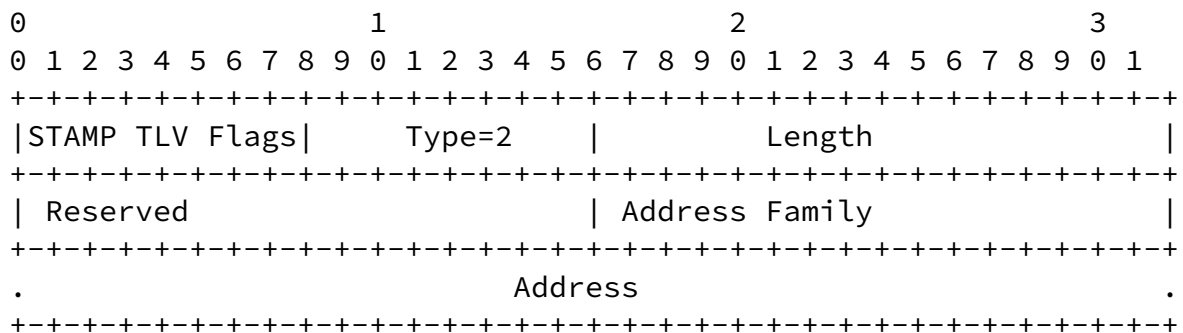 0                   1                   2                   3
0 1 2 3 4 5 6 7 8 9 0 1 2 3 4 5 6 7 8 9 0 1 2 3 4 5 6 7 8 9 0 1
+-+-+-+-+-+-+-+-+-+-+-+-+-+-+-+-+-+-+-+-+-+-+-+-+-+-+-+-+-+-+-+-+
|STAMP TLV Flags|     Type=2    |         Length                |
+-+-+-+-+-+-+-+-+-+-+-+-+-+-+-+-+-+-+-+-+-+-+-+-+-+-+-+-+-+-+-+-+
| Reserved                      | Address Family                |
+-+-+-+-+-+-+-+-+-+-+-+-+-+-+-+-+-+-+-+-+-+-+-+-+-+-+-+-+-+-+-+-+
.                           Address                             .
+-+-+-+-+-+-+-+-+-+-+-+-+-+-+-+-+-+-+-+-+-+-+-+-+-+-+-+-+-+-+-+-+